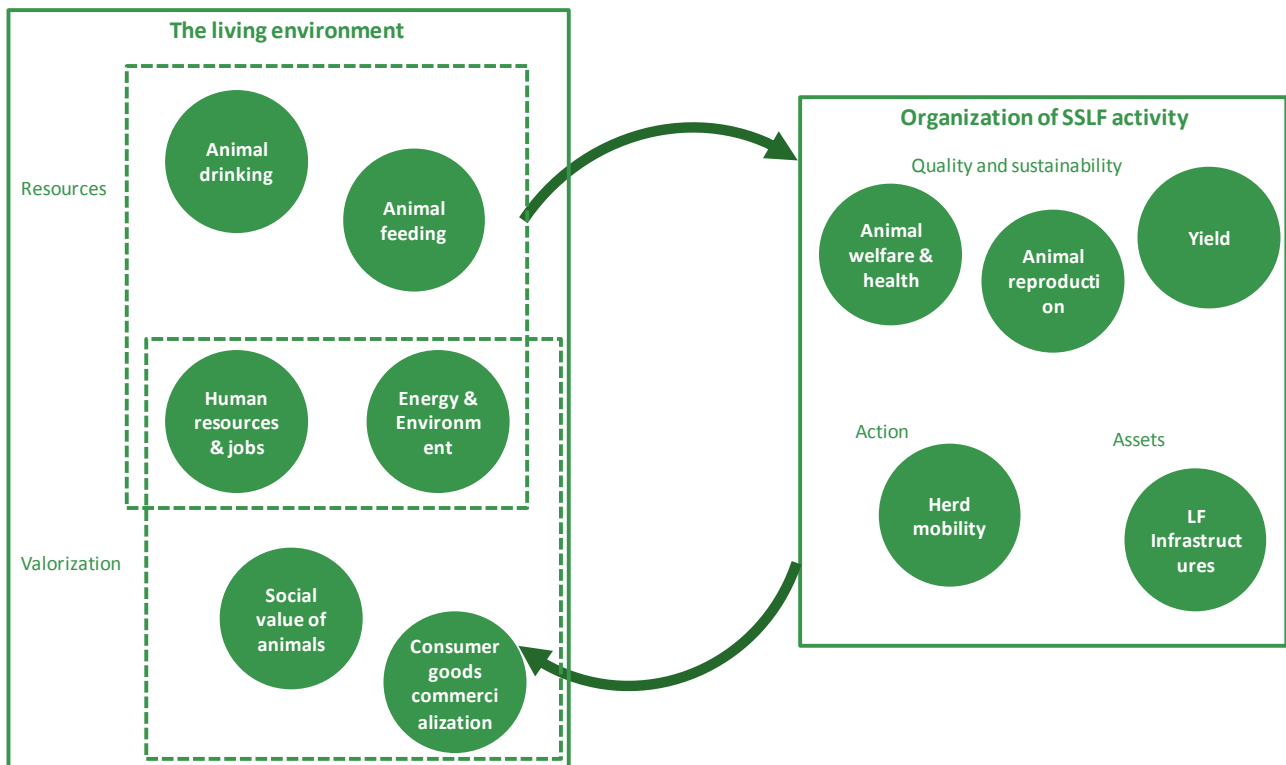 The living environment
Resources
Animal
drinking
Animal
feeding
Human
resources
& jobs
Energy &
Environm
ent
Valorization
Social
value of
animals
Consumer
goods
commerci
alization
Organization of SSLF activity
Quality and sustainability
Animal
welfare &
health
Animal
reproducti
on
Yield
Action
Herd
mobility
Assets
LF
Infrastruct
ures